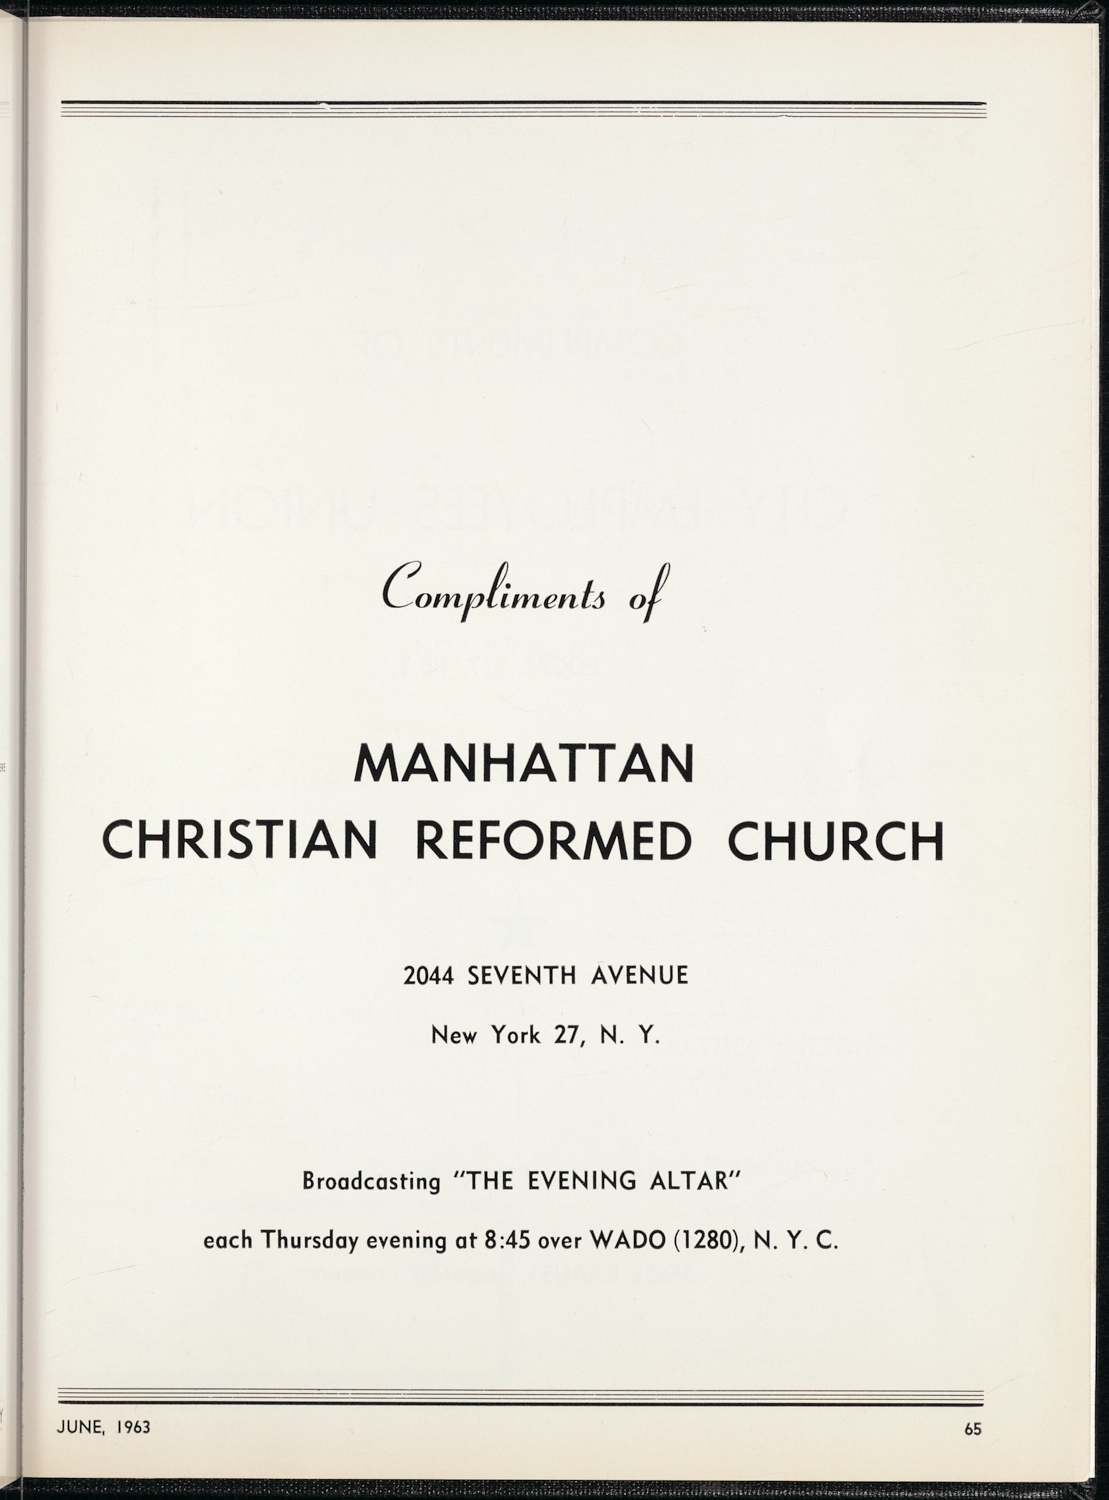 Compliments of
MANHATTAN
CHRISTIAN REFORMED CHURCH
2044 SEVENTH AVENUE
New York 27, N. Y.
Broadcasting "THE EVENING ALTAR"
each Thursday evening at 8:45 over WADO (1280), N. Y. C.
JUNE, 1963
65